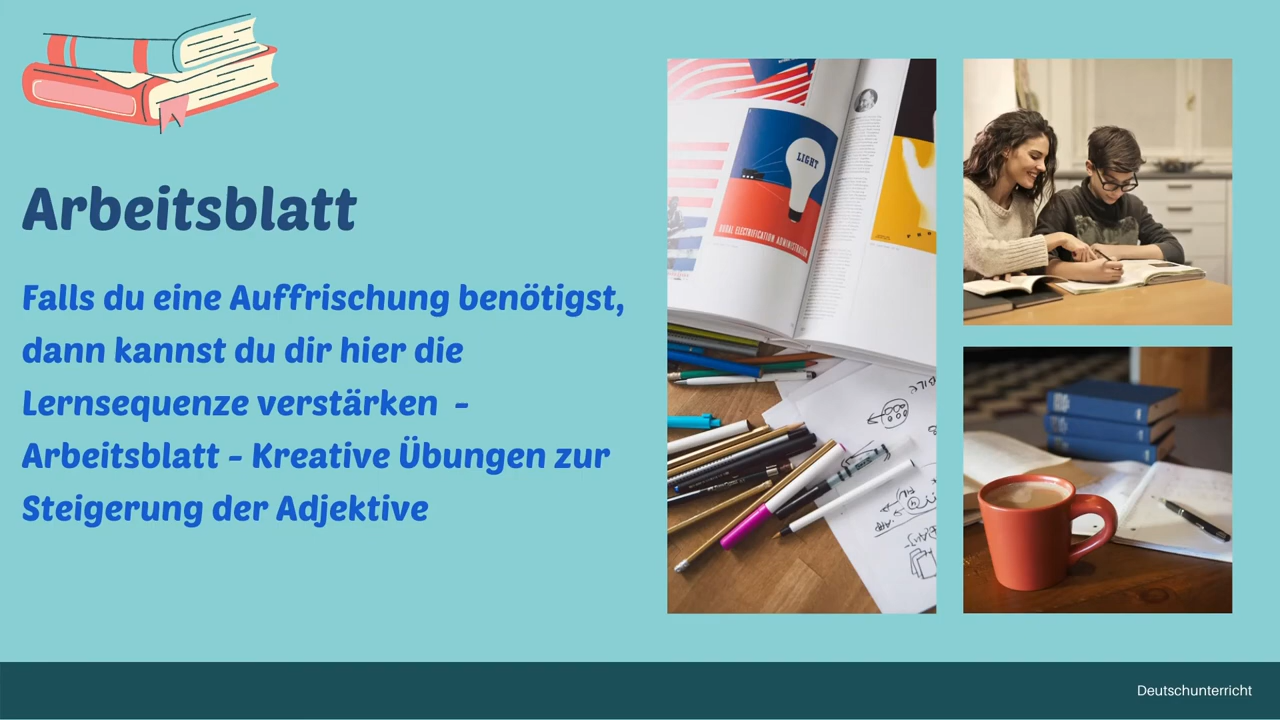 Arbeitsblatt
Falls du eine Auffrischung benötigst,
dann kannst du dir hier die
Lernsequenze verstärken -
Arbeitsblatt - Kreative Übungen zur
Steigerung der Adjektive
LIGHT
RURAL ELECTRIFICATION ADMINISTRATION
Deutschunterricht